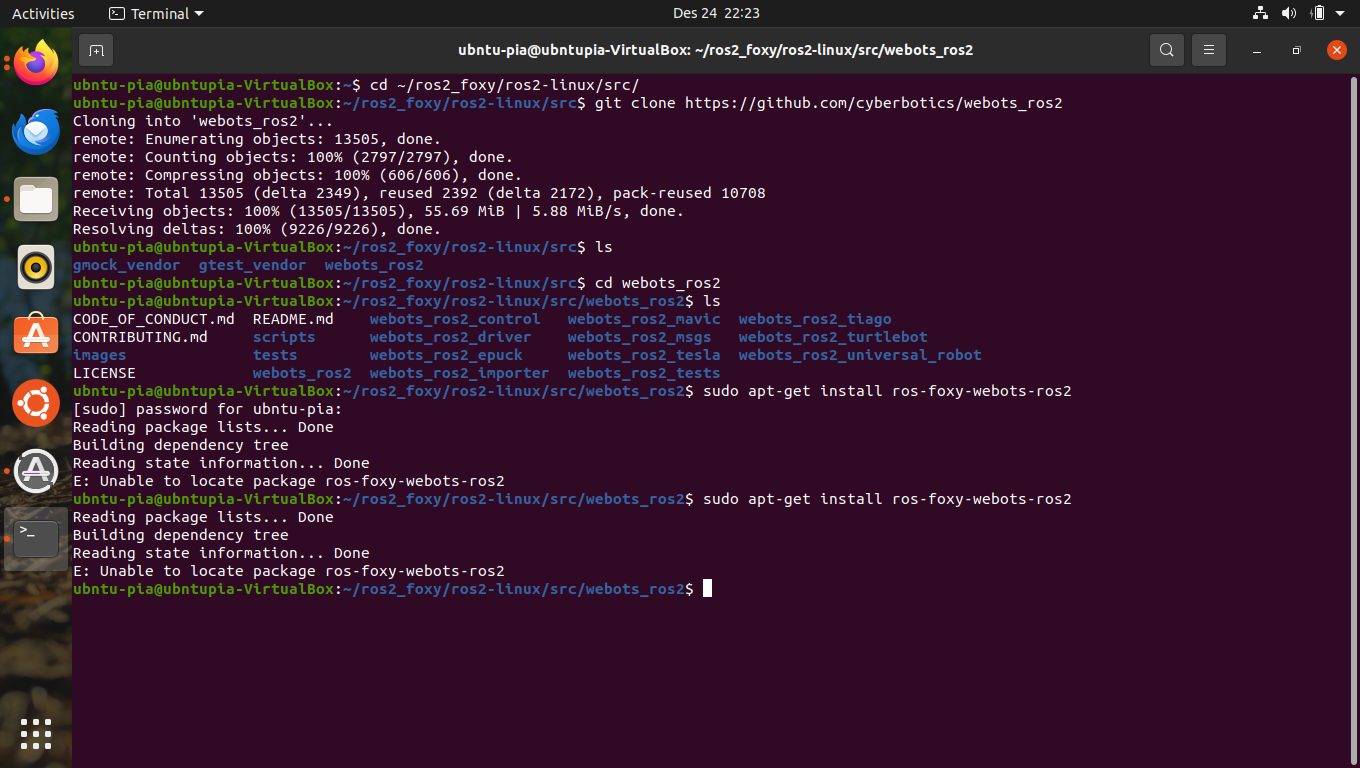 Activities Terminal Des 24 22:23
ubntu-pia@ubntupia-VirtualBox: ~/ros2_foxy/ros2-linux/src/webots_ros2
ubntu-pia@ubntupia-VirtualBox:~$ cd ~/ros2_foxy/ros2-linux/src/
ubntu-pia@ubntupia-VirtualBox:~/ros2_foxy/ros2-linux/src$ git clone https://github.com/cyberbotics/webots_ros2
Cloning into 'webots_ros2'...
remote: Enumerating objects: 13505, done.
remote: Counting objects: 100% (2797/2797), done.
remote: Compressing objects: 100% (606/606), done.
remote: Total 13505 (delta 2349), reused 2392 (delta 2172), pack-reused 10708
Receiving objects: 100% (13505/13505), 55.69 MiB | 5.88 MiB/s, done.
Resolving deltas: 100% (9226/9226), done.
ubntu-pia@ubntupia-VirtualBox:~/ros2_foxy/ros2-linux/src$ ls
gmock_vendor gtest_vendor webots_ros2
ubntu-pia@ubntupia-VirtualBox:~/ros2_foxy/ros2-linux/src$ cd webots_ros2
ubntu-pia@ubntupia-VirtualBox:~/ros2_foxy/ros2-linux/src/webots_ros2$ ls
CODE_OF_CONDUCT.md README.md webots_ros2_control webots_ros2_mavic webots_ros2_tiago
CONTRIBUTING.md scripts webots_ros2_driver webots_ros2_msgs webots_ros2_turtlebot
images tests webots_ros2_epuck webots_ros2_tesla webots_ros2_universal_robot
LICENSE webots_ros2 webots_ros2_importer webots_ros2_tests
ubntu-pia@ubntupia-VirtualBox:~/ros2_foxy/ros2-linux/src/webots_ros2$ sudo apt-get install ros-foxy-webots-ros2
[sudo] password for ubntu-pia:
Reading package lists... Done
Building dependency tree
Reading state information... Done
E: Unable to locate package ros-foxy-webots-ros2
ubntu-pia@ubntupia-VirtualBox:~/ros2_foxy/ros2-linux/src/webots_ros2$ sudo apt-get install ros-foxy-webots-ros2
Reading package lists... Done
Building dependency tree
Reading state information... Done
E: Unable to locate package ros-foxy-webots-ros2
ubntu-pia@ubntupia-VirtualBox:~/ros2_foxy/ros2-linux/src/webots_ros2$